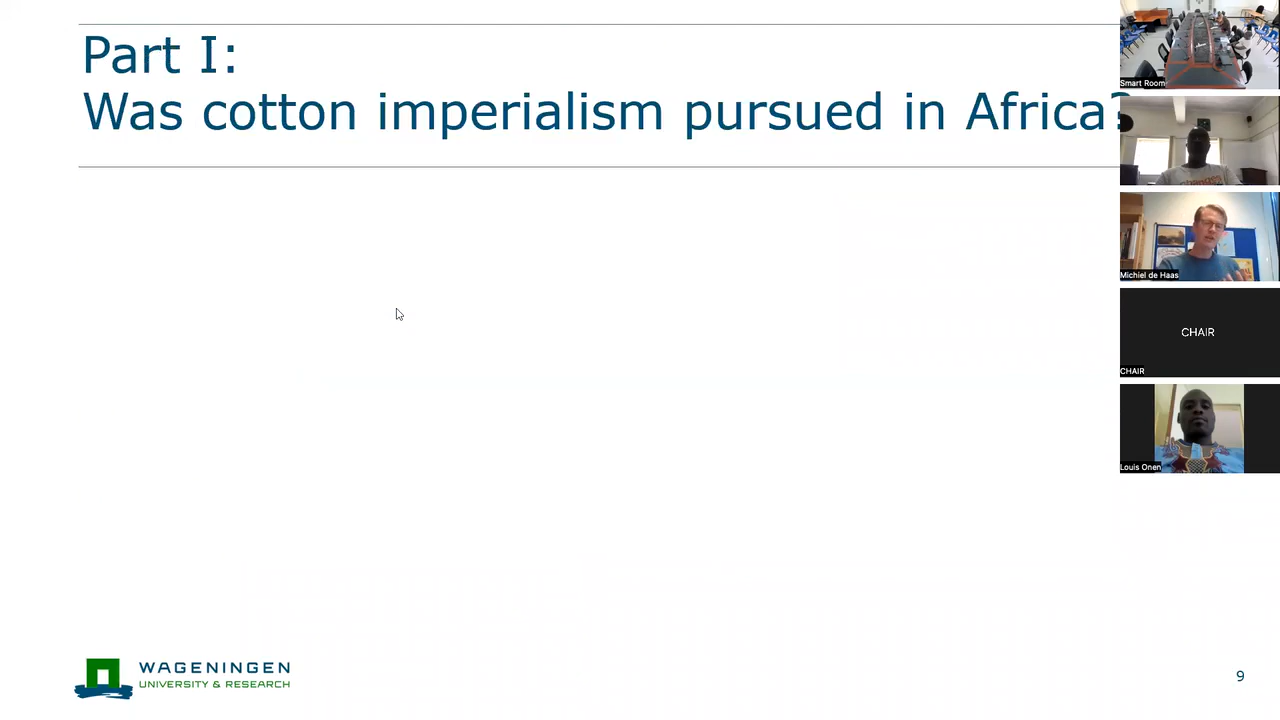 Part I:
Was cotton imperialism pursued in Africa?
Smart Room
Michiel de Haas
CHAIR
CHAIR
Louis Onen
WAGENINGEN
UNIVERSITY & RESEARCH
9